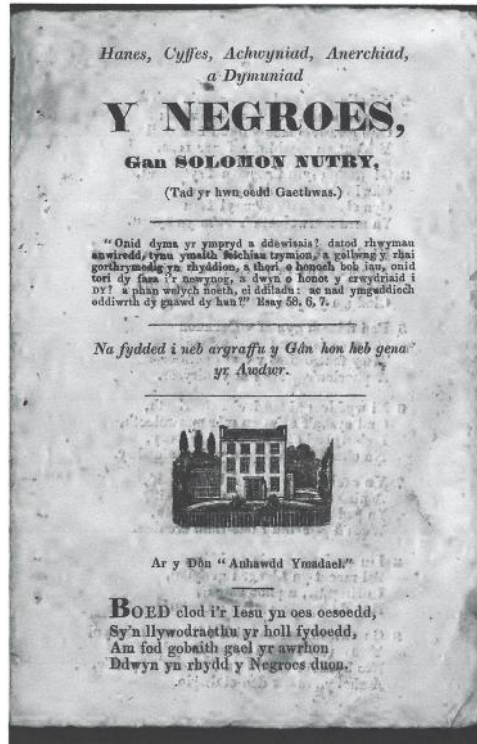 Hanes, Cyffes, Achwyniad, Anerchiad,
a Dymuniad
Y NEGROES,
Gan SOLOMON NUTRY,
(Tad yr hwn oedd Gaethwas.)
"Onid dyma yr ympryd a ddewisais? datod rhwymau
anwiredd, tynu ymaith feichiau trymion, a gollwng y rhai
gorthrymedig yn rhyddion, a thori o honoch bob iau, onid
tori dy fara i'r newynog, a dwyn o honot y crwydriaid i
DY? a phan welych noeth, ei ddiladu: ac nad ymguddiech
oddiwrth dy gnawd dy hun?" Esay 58. 6, 7.
Na fydded i neb argraffu y Gân hon heb gena
yr Awdwr.
Ar y Dôn "Anhawdd Ymadael."
BOED clod i'r Iesu yn oes oesoedd,
Sy'n llywodraethu yr holl fydoedd,
Am fod gobaith gael yr awrhon
Ddwyn yn rhydd y Negroes duon.